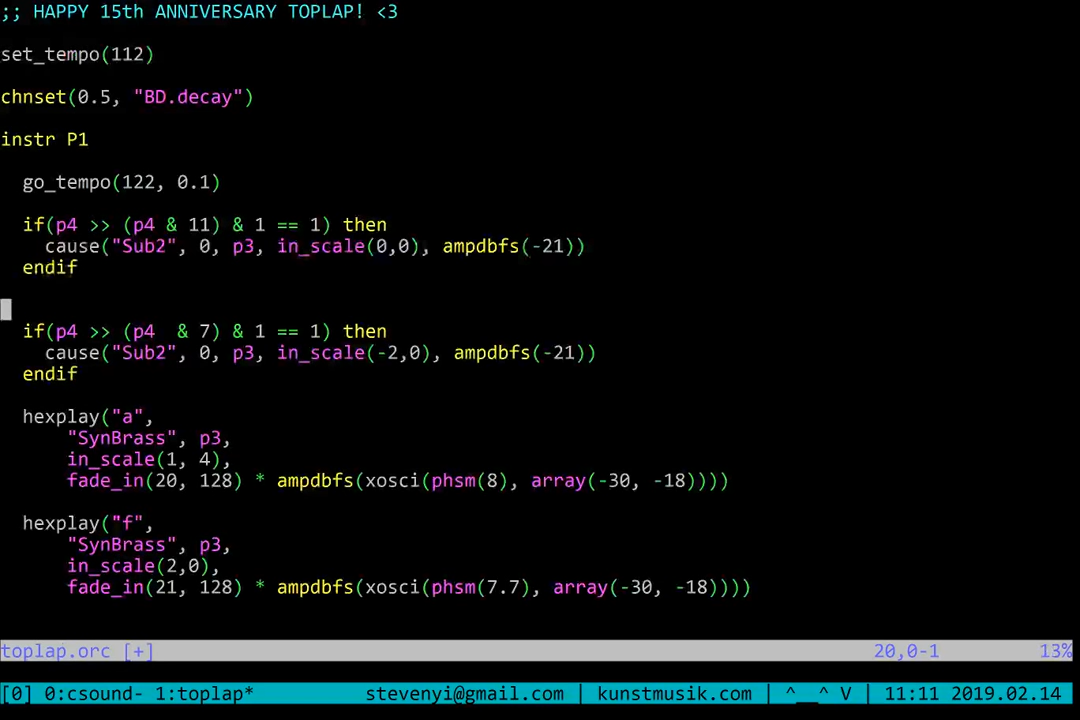 ;; HAPPY 15th ANNIVERSARY TOPLAP! <3
set_tempo(112)
chnset(0.5, "BD.decay")
instr P1
go_tempo(122, 0.1)
if(p4 >> (p4 & 11) & 1 == 1) then
cause("Sub2", 0, p3, in_scale(0,0), ampdbfs(-21))
endif
if(p4 >> (p4  & 7) & 1 == 1) then
cause("Sub2", 0, p3, in_scale(-2,0), ampdbfs(-21))
endif
hexplay("a",
"SynBrass", p3,
in_scale(1, 4),
fade_in(20, 128) * ampdbfs(xosci(phsm(8), array(-30, -18))))
hexplay("f",
"SynBrass", p3,
in_scale(2,0),
fade_in(21, 128) * ampdbfs(xosci(phsm(7.7), array(-30, -18))))
toplap.orc [+] 20,0-1 13%
[0] 0:csound- 1:toplap* stevenyi@gmail.com | kunstmusik.com | ^__^ V | 11:11 2019.02.14